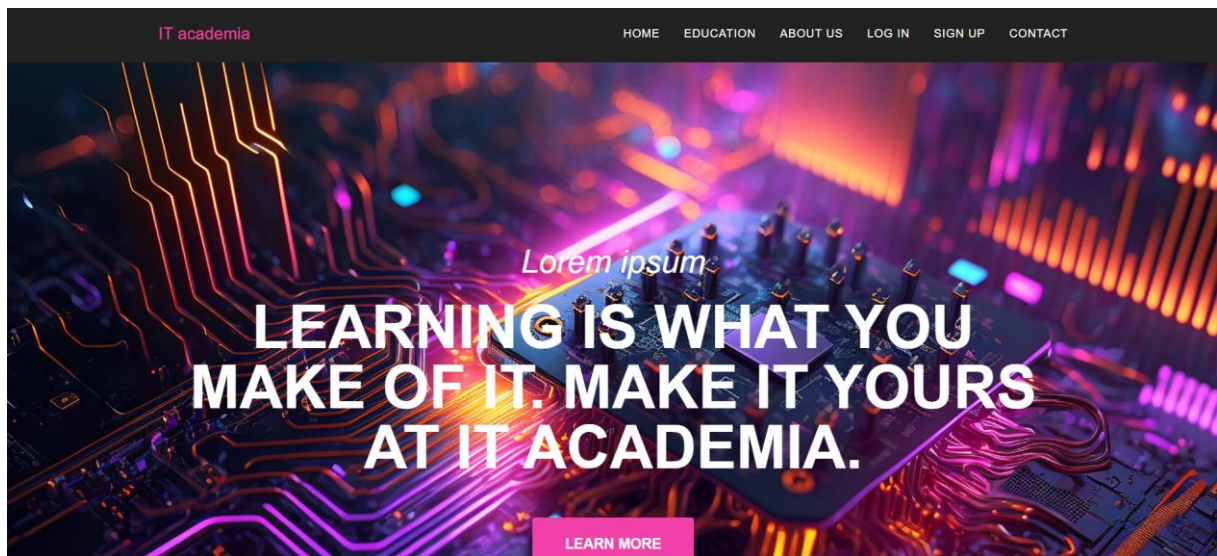 IT academia
HOME EDUCATION ABOUT US LOG IN SIGN UP CONTACT
Lorem ipsum
LEARNING IS WHAT YOU
MAKE OF IT. MAKE IT YOURS
AT IT ACADEMIA.
LEARN MORE